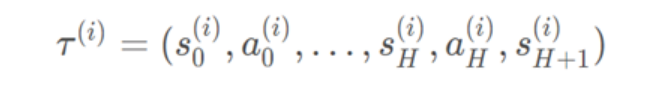 τ^{(i)} = (s_0^{(i)}, a_0^{(i)}, . . . , s_H^{(i)}, a_H^{(i)}, s_{H+1}^{(i)})